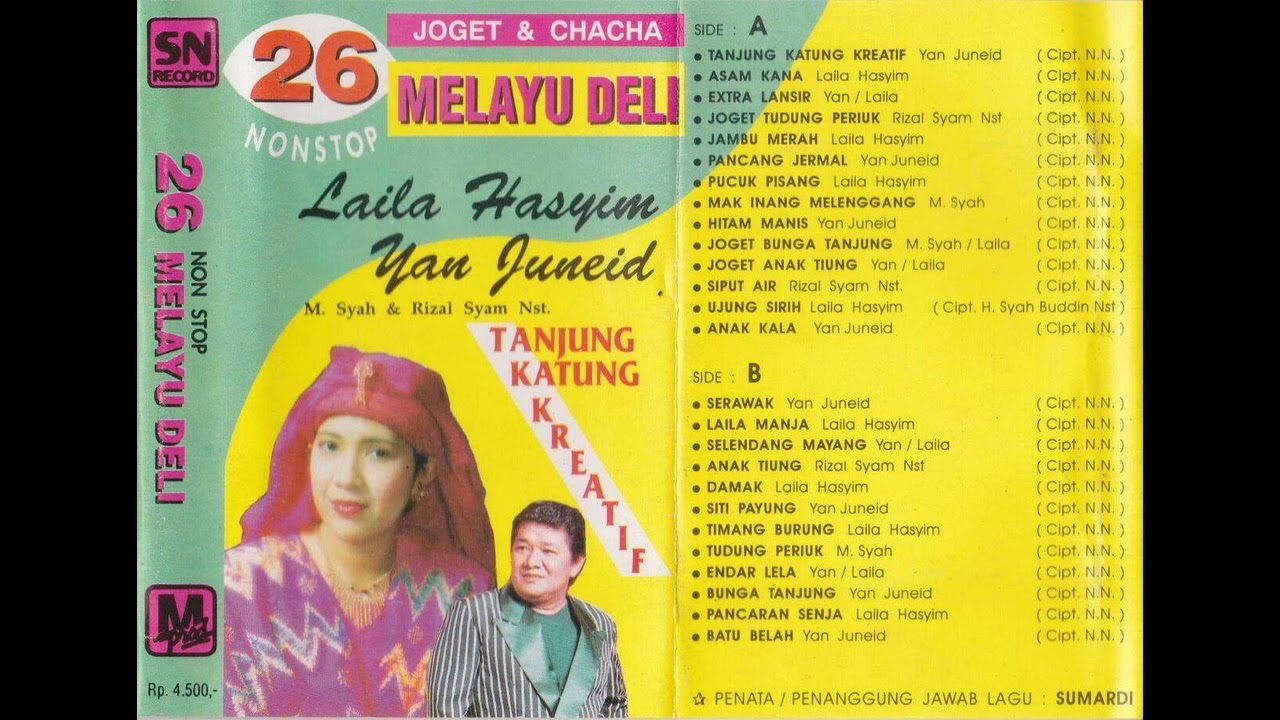 SN
RECORD
26
NON STOP
MELAYU DELI
M
prod
Rp. 4.500,-
26
NONSTOP
JOGET & CHACHA
MELAYU DELI
Laila Hasyim
Yan Juneid
M. Syah & Rizal Syam Nst.
TANJUNG
KATUNG
KREATIF
SIDE : A
• TANJUNG KATUNG KREATIF Yan Juneid ( Cipt. N.N. )
• ASAM KANA Laila Hasyim ( Cipt. N.N. )
• EXTRA LANSIR Yan / Laila ( Cipt. N.N. )
• JOGET TUDUNG PERIUK Rizal Syam Nst ( Cipt. N.N. )
• JAMBU MERAH Laila Hasyim ( Cipt. N.N. )
• PANCANG JERMAL Yan Juneid ( Cipt. N.N. )
• PUCUK PISANG Laila Hasyim ( Cipt. N.N. )
• MAK INANG MELENGGANG M. Syah ( Cipt. N.N. )
• HITAM MANIS Yan Juneid ( Cipt. N.N. )
• JOGET BUNGA TANJUNG M. Syah / Laila ( Cipt. N.N. )
• JOGET ANAK TIUNG Yan / Laila ( Cipt. N.N. )
• SIPUT AIR Rizal Syam Nst. ( Cipt. N.N. )
• UJUNG SIRIH Laila Hasyim ( Cipt. H. Syah Buddin Nst )
• ANAK KALA Yan Juneid ( Cipt. N.N. )
SIDE : B
• SERAWAK Yan Juneid ( Cipt. N.N. )
• LAILA MANJA Laila Hasyim ( Cipt. N.N. )
• SELENDANG MAYANG Yan / Laila ( Cipt. N.N. )
• ANAK TIUNG Rizal Syam Nst ( Cipt. N.N. )
• DAMAK Laila Hasyim ( Cipt. N.N. )
• SITI PAYUNG Yan Juneid ( Cipt. N.N. )
• TIMANG BURUNG Laila Hasyim ( Cipt. N.N. )
• TUDUNG PERIUK M. Syah ( Cipt. N.N. )
• ENDAR LELA Yan / Laila ( Cipt. N.N. )
• BUNGA TANJUNG Yan Juneid ( Cipt. N.N. )
• PANCARAN SENJA Laila Hasyim ( Cipt. N.N. )
• BATU BELAH Yan Juneid ( Cipt. N.N. )
☆ PENATA / PENANGGUNG JAWAB LAGU : SUMARDI